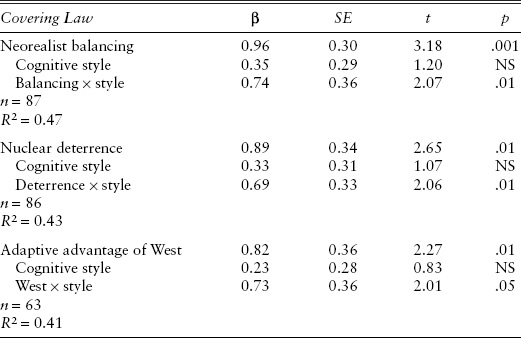 Covering Law β SE t p
Neorealist balancing 0.96 0.30 3.18 .001
Cognitive style 0.35 0.29 1.20 NS
Balancing × style 0.74 0.36 2.07 .01
n = 87
R² = 0.47
Nuclear deterrence 0.89 0.34 2.65 .01
Cognitive style 0.33 0.31 1.07 NS
Deterrence × style 0.69 0.33 2.06 .01
n = 86
R² = 0.43
Adaptive advantage of West 0.82 0.36 2.27 .01
Cognitive style 0.23 0.28 0.83 NS
West × style 0.73 0.36 2.01 .05
n = 63
R² = 0.41